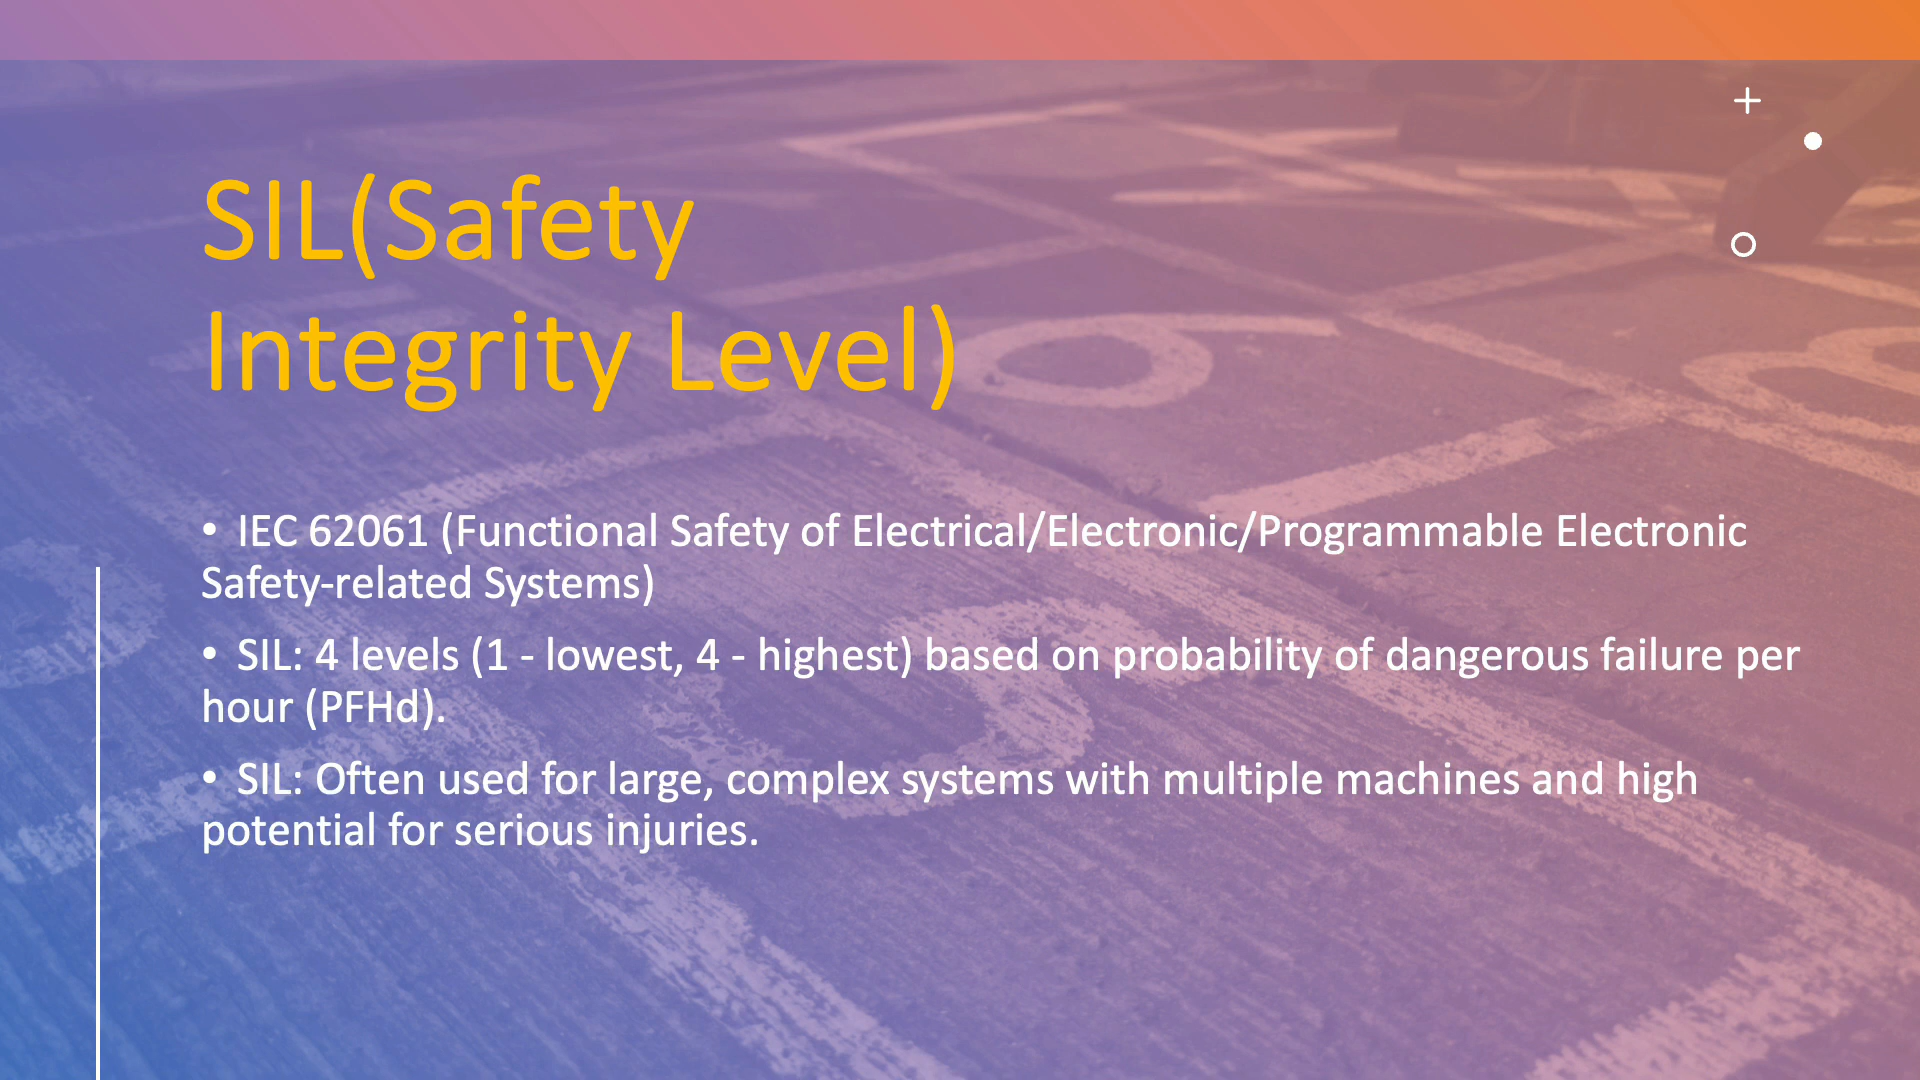 SIL(Safety
Integrity Level)
• IEC 62061 (Functional Safety of Electrical/Electronic/Programmable Electronic
Safety-related Systems)
• SIL: 4 levels (1 - lowest, 4 - highest) based on probability of dangerous failure per
hour (PFHd).
• SIL: Often used for large, complex systems with multiple machines and high
potential for serious injuries.